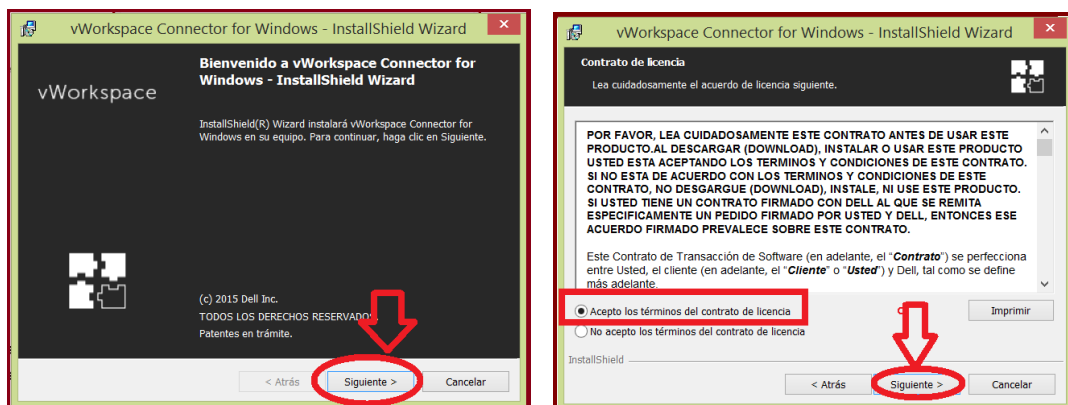 vWorkspace Connector for Windows - InstallShield Wizard
vWorkspace
Bienvenido a vWorkspace Connector for
Windows - InstallShield Wizard
InstallShield(R) Wizard instalará vWorkspace Connector for
Windows en su equipo. Para continuar, haga clic en Siguiente.
(c) 2015 Dell Inc.
TODOS LOS DERECHOS RESERVADOS.
Patentes en trámite.
< Atrás
Siguiente >
Cancelar
vWorkspace Connector for Windows - InstallShield Wizard
Contrato de licencia
Lea cuidadosamente el acuerdo de licencia siguiente.
POR FAVOR, LEA CUIDADOSAMENTE ESTE CONTRATO ANTES DE USAR ESTE
PRODUCTO.AL DESCARGAR (DOWNLOAD), INSTALAR O USAR ESTE PRODUCTO
USTED ESTA ACEPTANDO LOS TERMINOS Y CONDICIONES DE ESTE CONTRATO.
SI NO ESTA DE ACUERDO CON LOS TERMINOS Y CONDICIONES DE ESTE
CONTRATO, NO DESGARGUE (DOWNLOAD), INSTALE, NI USE ESTE PRODUCTO.
SI USTED TIENE UN CONTRATO FIRMADO CON DELL AL QUE SE REMITA
ESPECIFICAMENTE UN PEDIDO FIRMADO POR USTED Y DELL, ENTONCES ESE
ACUERDO FIRMADO PREVALECE SOBRE ESTE CONTRATO.
Este Contrato de Transacción de Software (en adelante, el “Contrato”) se perfecciona
entre Usted, el cliente (en adelante, el “Cliente” o “Usted”) y Dell, tal como se define
más adelante.
Acepto los términos del contrato de licencia
Imprimir
No acepto los términos del contrato de licencia
InstallShield
< Atrás
Siguiente >
Cancelar